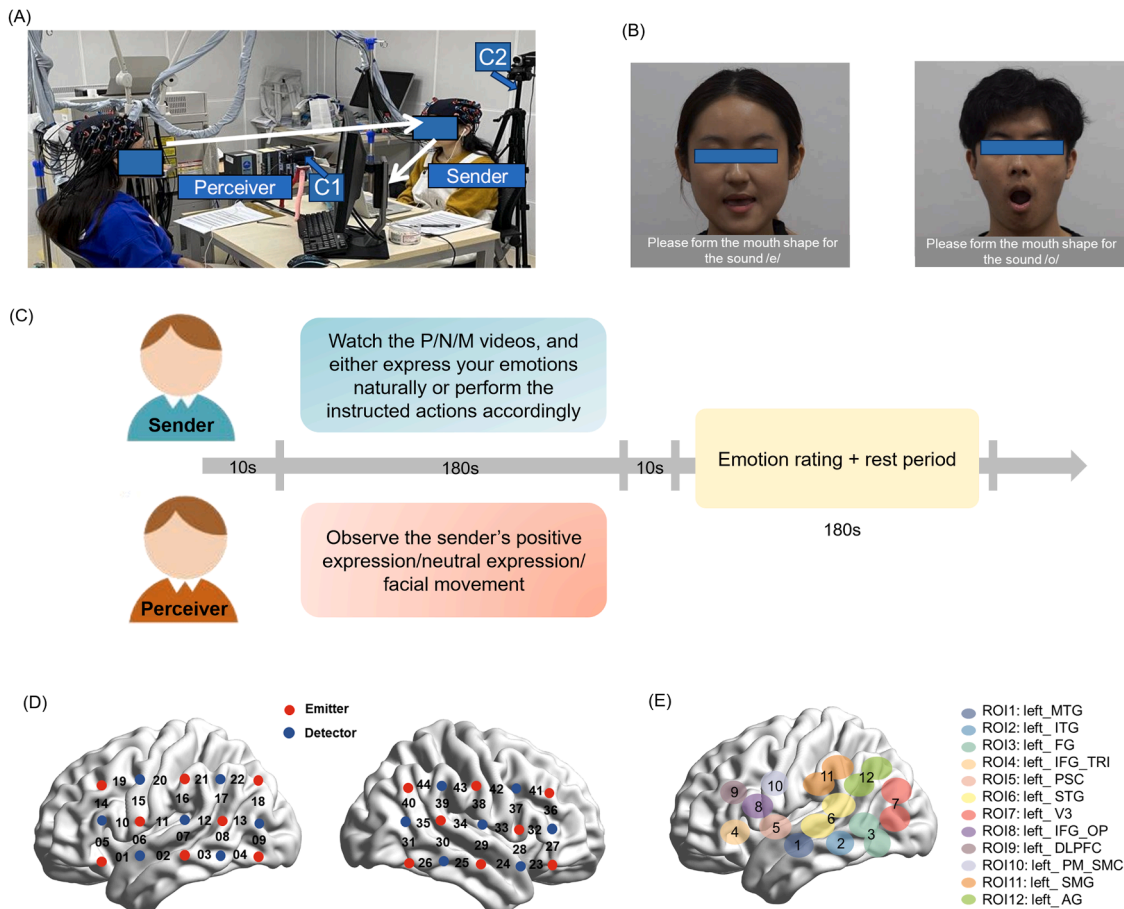 (A)
C2
Perceiver
C1
Sender
(B)
Please form the mouth shape for
the sound /e/
Please form the mouth shape for
the sound /o/
(C)
Sender
Watch the P/N/M videos, and
either express your emotions
naturally or perform the
instructed actions accordingly
10s
180s
10s
Emotion rating + rest period
180s
Perceiver
Observe the sender's positive
expression/neutral expression/
facial movement
(D)
Emitter
Detector
19 20 21 22
14 15 16 17 18
10 11 12 13
05 06 07 08 09
01 02 03 04
44 43 42 41
40 39 38 37 36
35 34 33 32
31 30 29 28 27
26 25 24 23
(E)
11 12
9 10 7
8
4 5 6 3
1 2
ROI1: left_MTG
ROI2: left_ ITG
ROI3: left_ FG
ROI4: left_ IFG_TRI
ROI5: left_ PSC
ROI6: left_ STG
ROI7: left_ V3
ROI8: left_ IFG_OP
ROI9: left_ DLPFC
ROI10: left_ PM_SMC
ROI11: left_ SMG
ROI12: left_ AG